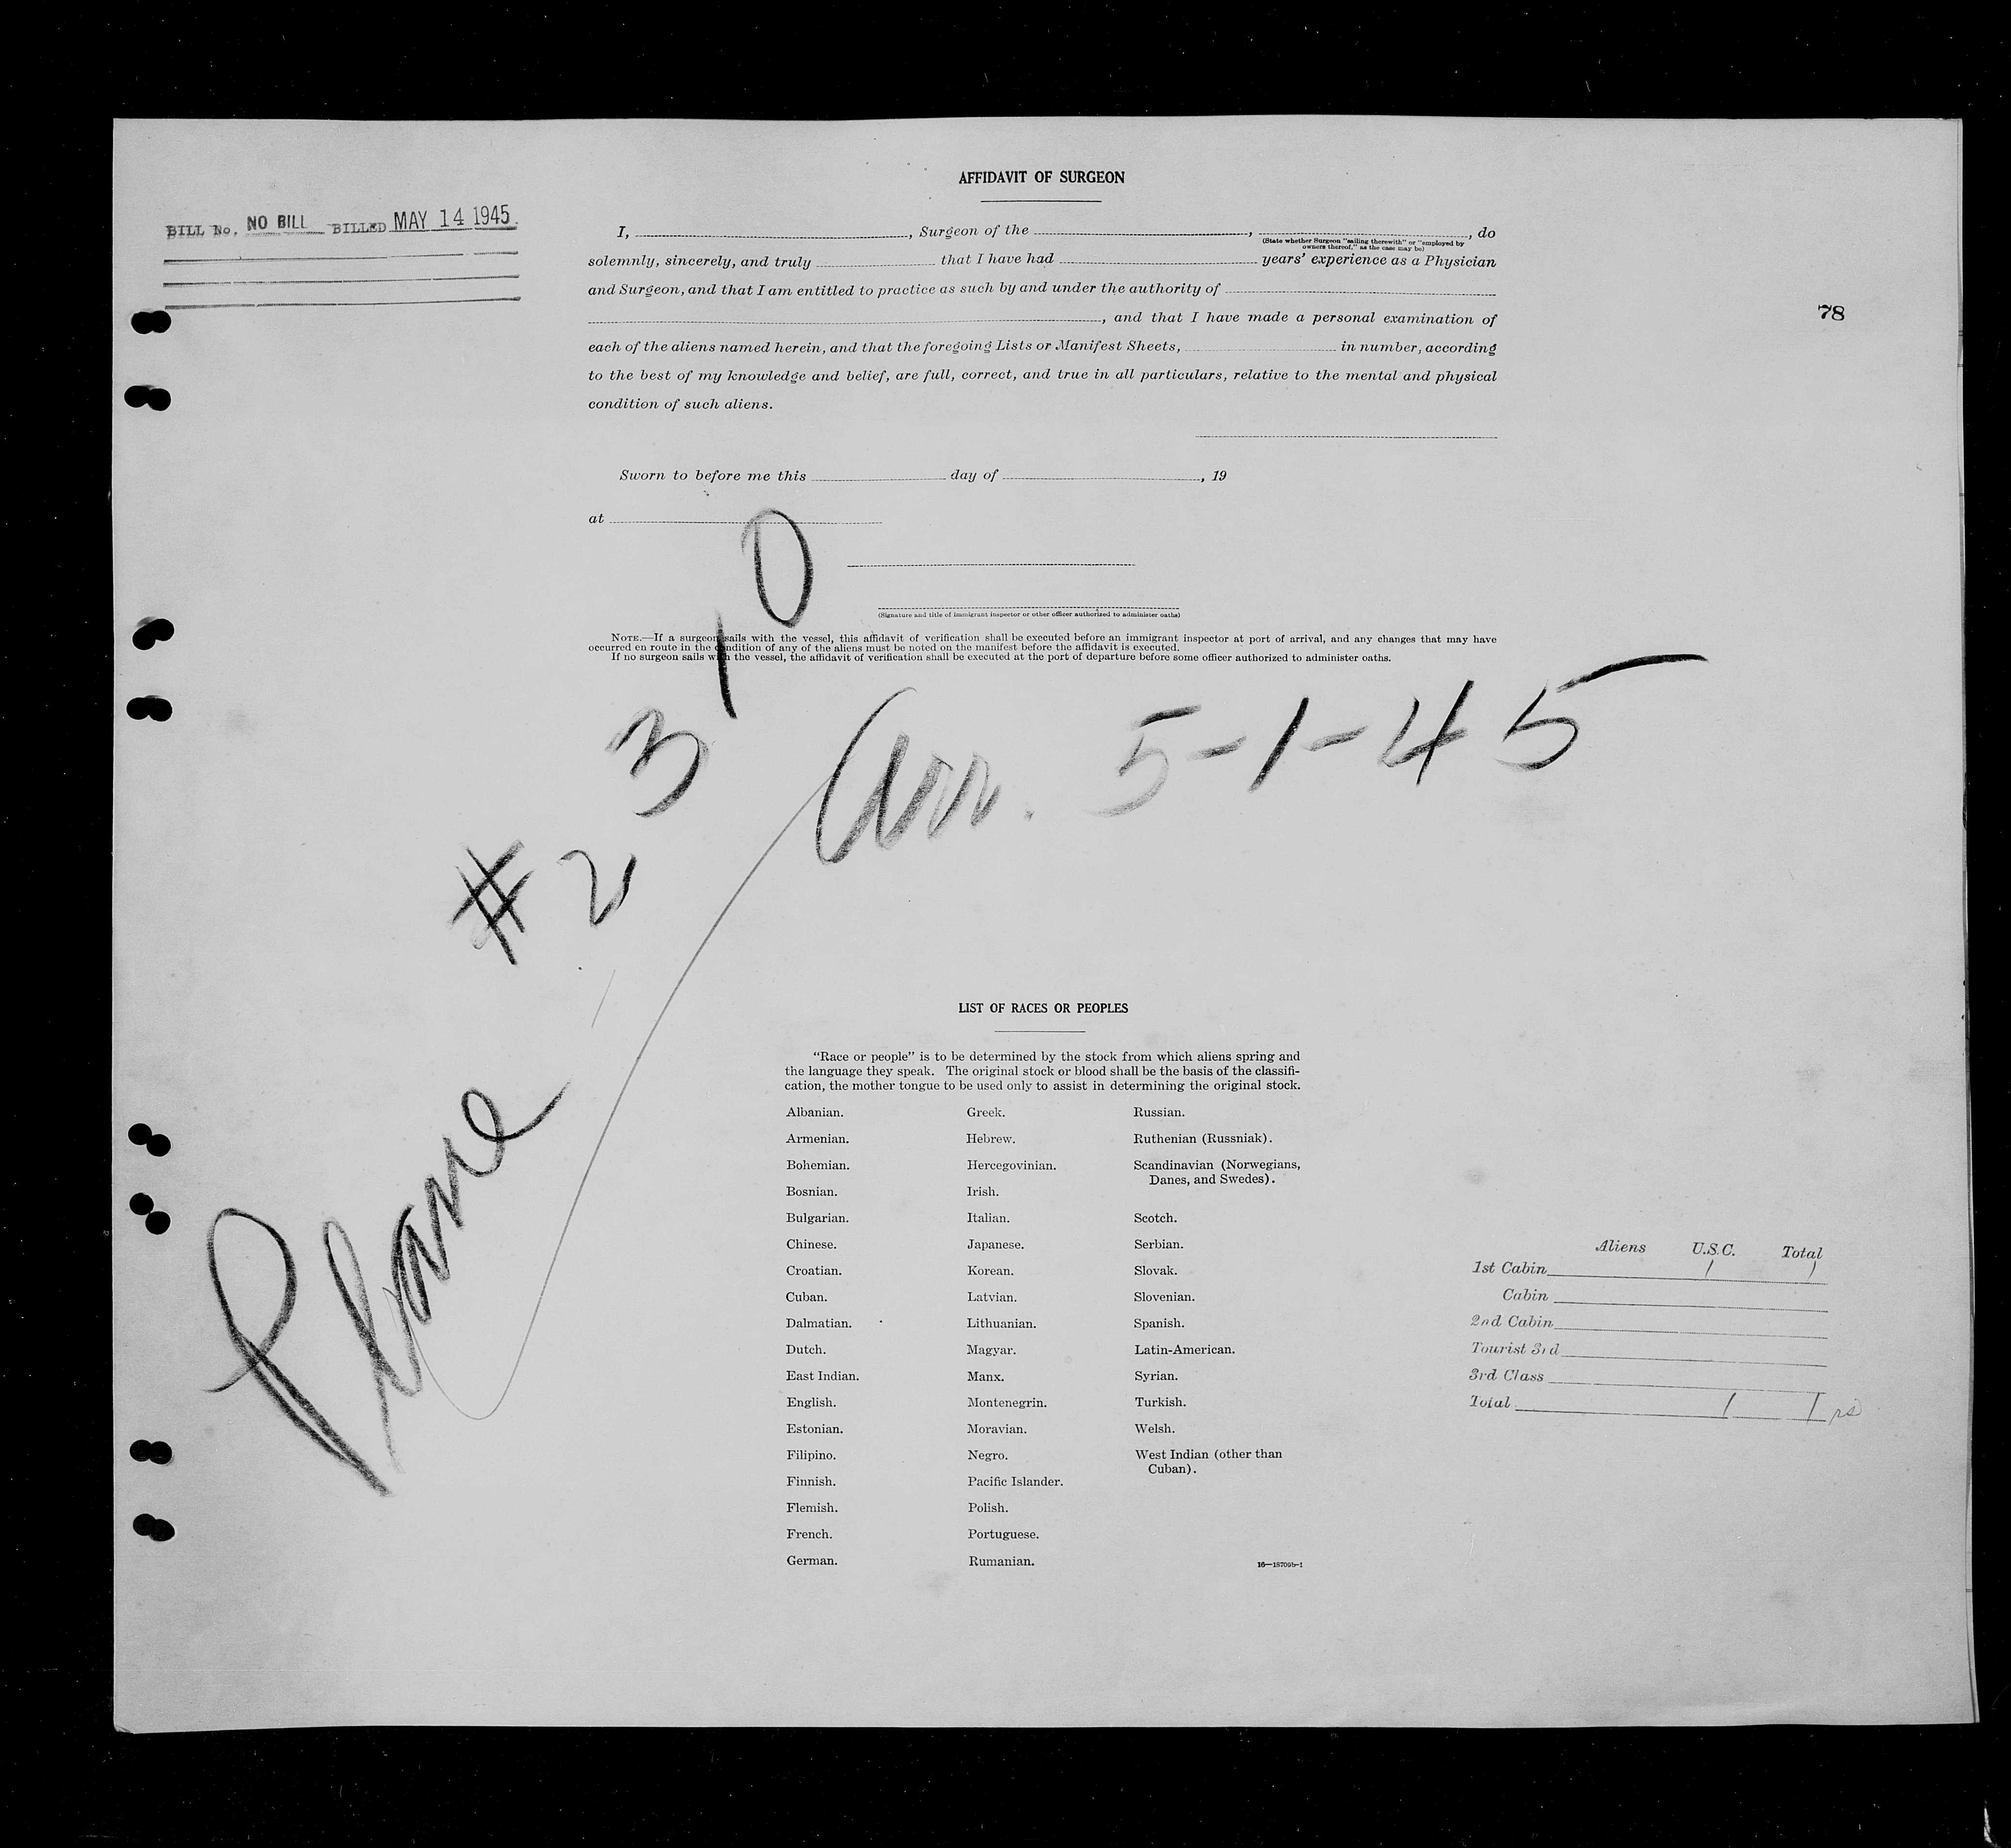 AFFIDAVIT OF SURGEON
BILL No. NO BILL BILLED MAY 14 1945
I, , Surgeon of the , , do
(State whether Surgeon "sailing therewith" or "employed by
owners thereof," as the case may be)
solemnly, sincerely, and truly that I have had years' experience as a Physician
and Surgeon, and that I am entitled to practice as such by and under the authority of
, and that I have made a personal examination of
78
each of the aliens named herein, and that the foregoing Lists or Manifest Sheets, in number, according
to the best of my knowledge and belief, are full, correct, and true in all particulars, relative to the mental and physical
condition of such aliens.
Sworn to before me this day of , 19
at
(Signature and title of immigrant inspector or other officer authorized to administer oaths)
NOTE.—If a surgeon sails with the vessel, this affidavit of verification shall be executed before an immigrant inspector at port of arrival, and any changes that may have
occurred en route in the condition of any of the aliens must be noted on the manifest before the affidavit is executed.
If no surgeon sails with the vessel, the affidavit of verification shall be executed at the port of departure before some officer authorized to administer oaths.
Plane #2310
Arr. 5-1-45
LIST OF RACES OR PEOPLES
"Race or people" is to be determined by the stock from which aliens spring and
the language they speak. The original stock or blood shall be the basis of the classifi-
cation, the mother tongue to be used only to assist in determining the original stock.
Albanian.
Armenian.
Bohemian.
Bosnian.
Bulgarian.
Chinese.
Croatian.
Cuban.
Dalmatian.
Dutch.
East Indian.
English.
Estonian.
Filipino.
Finnish.
Flemish.
French.
German.
Greek.
Hebrew.
Hercegovinian.
Irish.
Italian.
Japanese.
Korean.
Latvian.
Lithuanian.
Magyar.
Manx.
Montenegrin.
Moravian.
Negro.
Pacific Islander.
Polish.
Portuguese.
Rumanian.
Russian.
Ruthenian (Russniak).
Scandinavian (Norwegians,
Danes, and Swedes).
Scotch.
Serbian.
Slovak.
Slovenian.
Spanish.
Latin-American.
Syrian.
Turkish.
Welsh.
West Indian (other than
Cuban).
16—18709b-1
Aliens U.S.C. Total
1st Cabin 1 1
Cabin
2nd Cabin
Tourist 3rd
3rd Class
Total 1 1